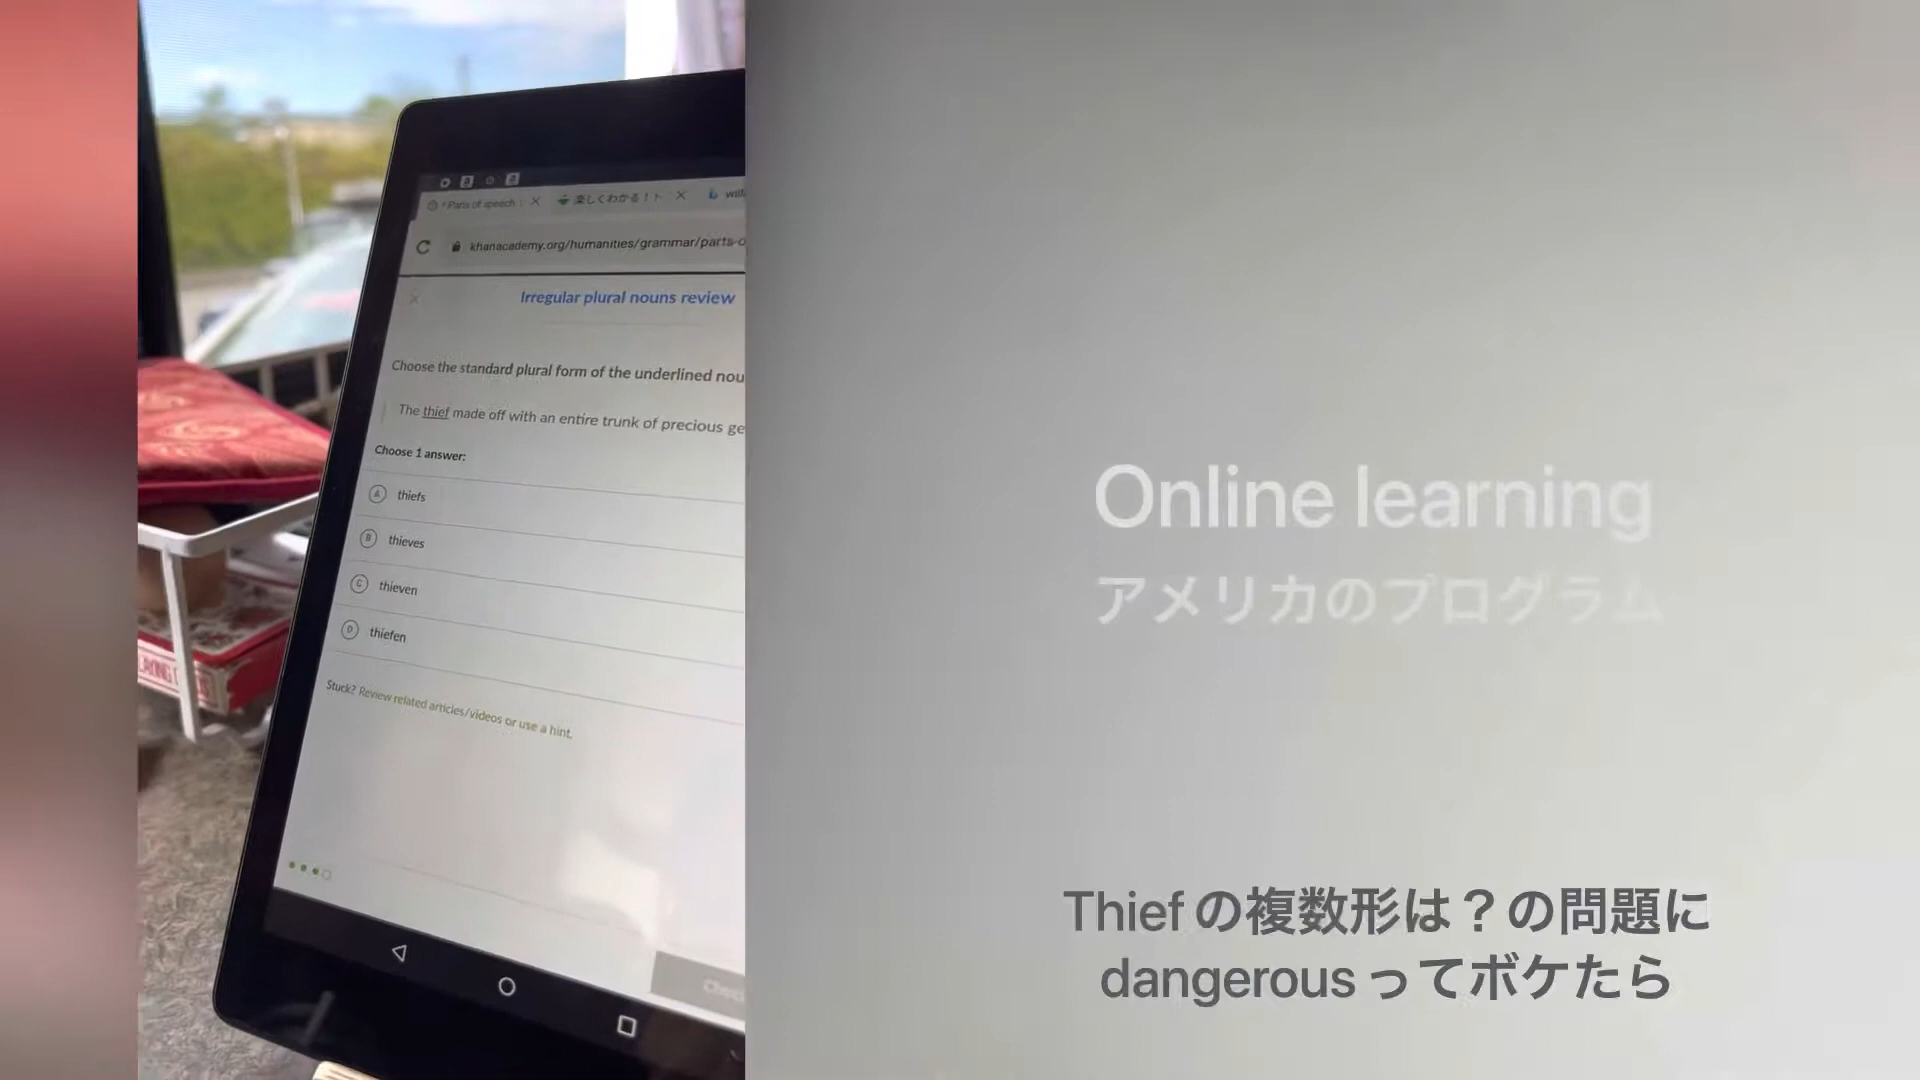 Parts of speech
楽しくわかる!ト
khanacademy.org/humanities/grammar/parts-o
Irregular plural nouns review
Choose the standard plural form of the underlined nou
The thief made off with an entire trunk of precious ge
Choose 1 answer:
A thiefs
B thieves
C thieven
D thiefen
Stuck? Review related articles/videos or use a hint.
Online learning
アメリカのプログラム
Thiefの複数形は?の問題に
dangerousってボケたら